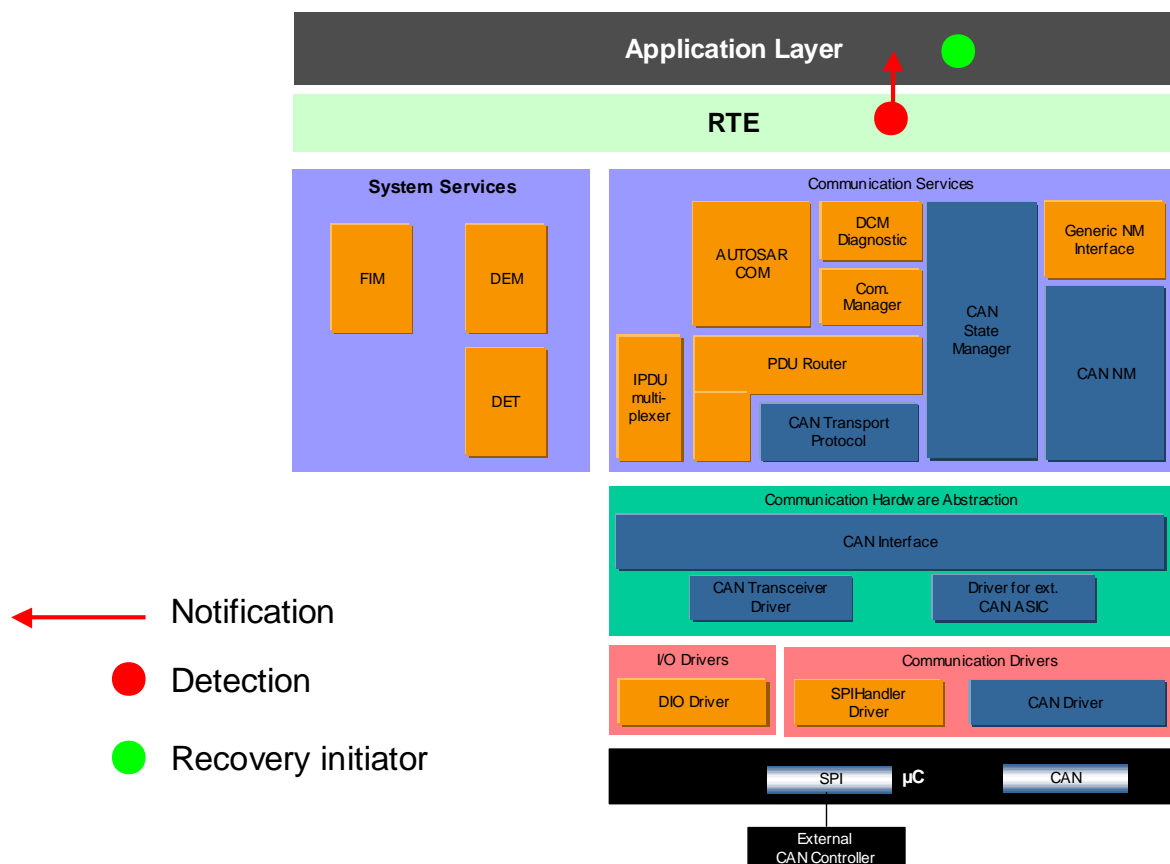 Application Layer
RTE
System Services
FIM
DEM
DET
Communication Services
AUTOSAR
COM
DCM
Diagnostic
Com.
Manager
CAN
State
Manager
Generic NM
Interface
CAN NM
IPDU
multi-
plexer
PDU Router
CAN Transport
Protocol
Communication Hardware Abstraction
CAN Interface
CAN Transceiver
Driver
Driver for ext.
CAN ASIC
I/O Drivers
DIO Driver
Communication Drivers
SPIHandler
Driver
CAN Driver
SPI
µC
CAN
External
CAN Controller
Notification
Detection
Recovery initiator